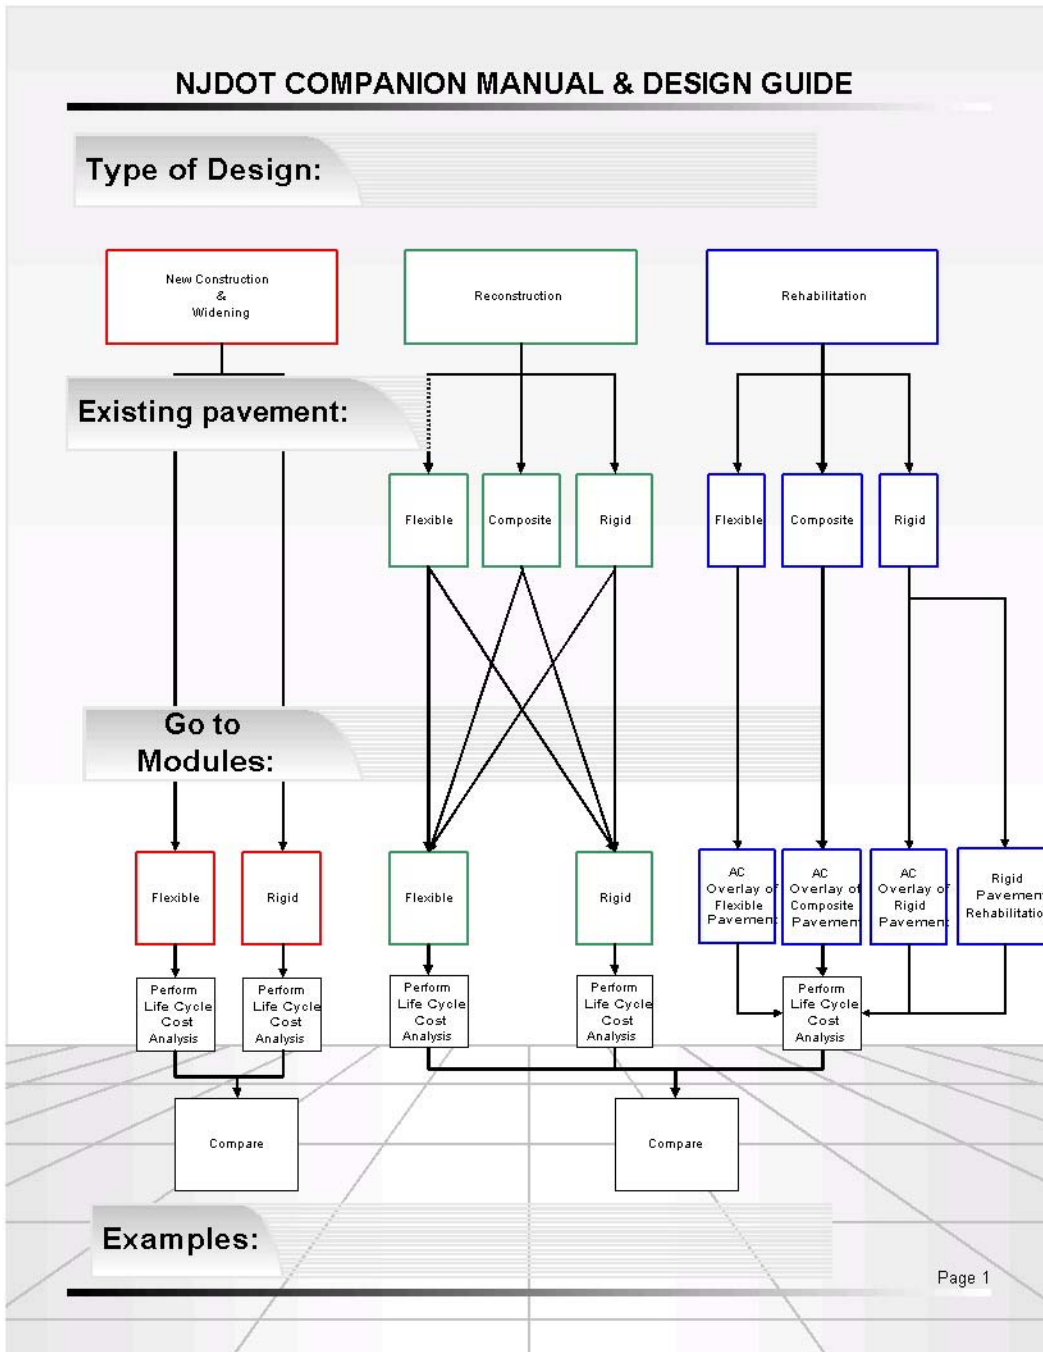 NJDOT COMPANION MANUAL & DESIGN GUIDE
Type of Design:
New Construction
&
Widening
Reconstruction
Rehabilitation
Existing pavement:
Flexible
Composite
Rigid
Flexible
Composite
Rigid
Go to
Modules:
Flexible
Rigid
Flexible
Rigid
AC
Overlay of
Flexible
Pavement
AC
Overlay of
Composite
Pavement
AC
Overlay of
Rigid
Pavement
Rigid
Pavement
Rehabilitation
Perform
Life Cycle
Cost
Analysis
Perform
Life Cycle
Cost
Analysis
Perform
Life Cycle
Cost
Analysis
Perform
Life Cycle
Cost
Analysis
Perform
Life Cycle
Cost
Analysis
Compare
Compare
Examples:
Page 1